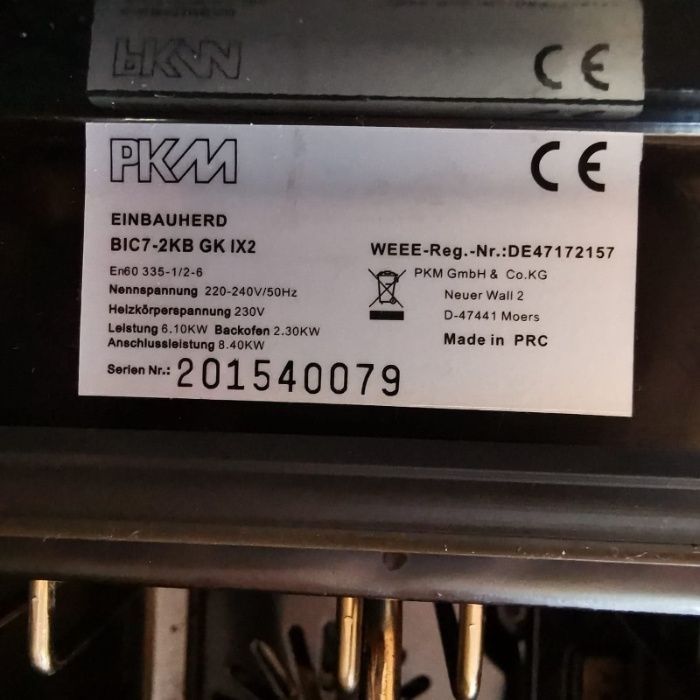 PKM CE
PKM CE
EINBAUHERD
BIC7-2KB GK IX2
En60 335-1/2-6
Nennspannung 220-240V/50Hz
Heizkörperspannung 230V
Leistung 6.10KW Backofen 2.30KW
Anschlussleistung 8.40KW
Serien Nr.: 201540079
WEEE-Reg.-Nr.:DE47172157
PKM GmbH & Co.KG
Neuer Wall 2
D-47441 Moers
Made in PRC